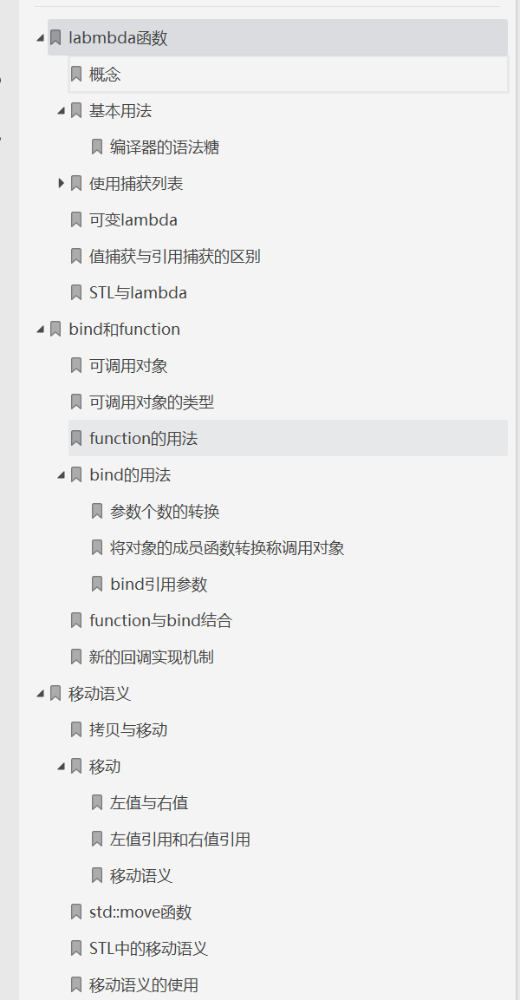 labmbda函数
概念
基本用法
编译器的语法糖
使用捕获列表
可变lambda
值捕获与引用捕获的区别
STL与lambda
bind和function
可调用对象
可调用对象的类型
function的用法
bind的用法
参数个数的转换
将对象的成员函数转换称调用对象
bind引用参数
function与bind结合
新的回调实现机制
移动语义
拷贝与移动
移动
左值与右值
左值引用和右值引用
移动语义
std::move函数
STL中的移动语义
移动语义的使用